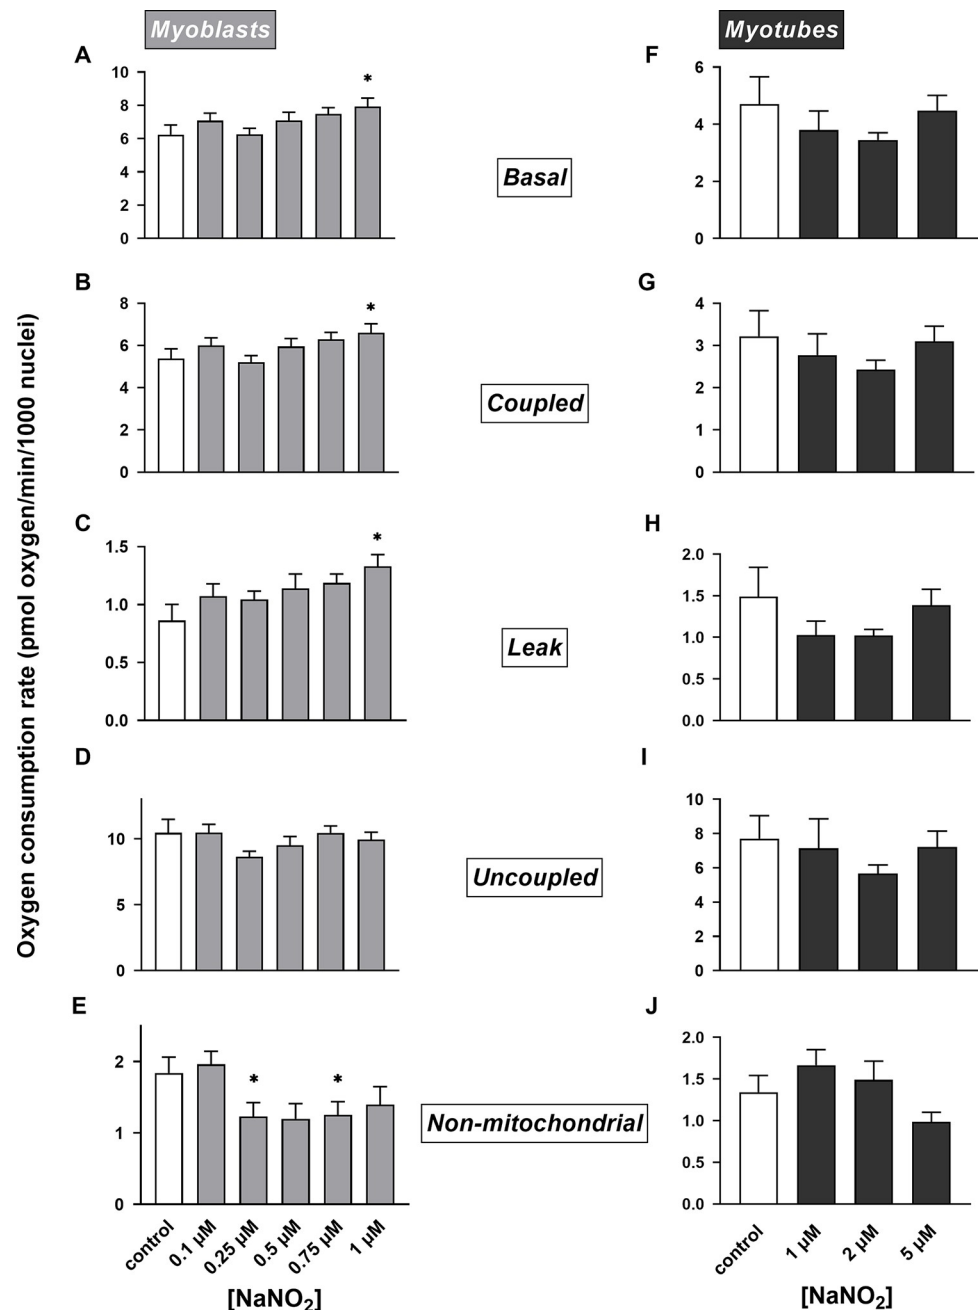 Myoblasts
Myotubes
Oxygen consumption rate (pmol oxygen/min/1000 nuclei)
A
10
8
6
4
2
0
*
Basal
F
6
4
2
0
B
8
6
4
2
0
*
Coupled
G
4
3
2
1
0
C
1.5
1.0
0.5
0.0
*
Leak
H
2.0
1.5
1.0
0.5
0.0
D
10
5
0
Uncoupled
I
10
8
6
4
2
0
E
2
1
0
*
*
Non-mitochondrial
J
2.0
1.5
1.0
0.5
0.0
control
0.1 µM
0.25 µM
0.5 µM
0.75 µM
1 µM
[NaNO₂]
control
1 µM
2 µM
5 µM
[NaNO₂]